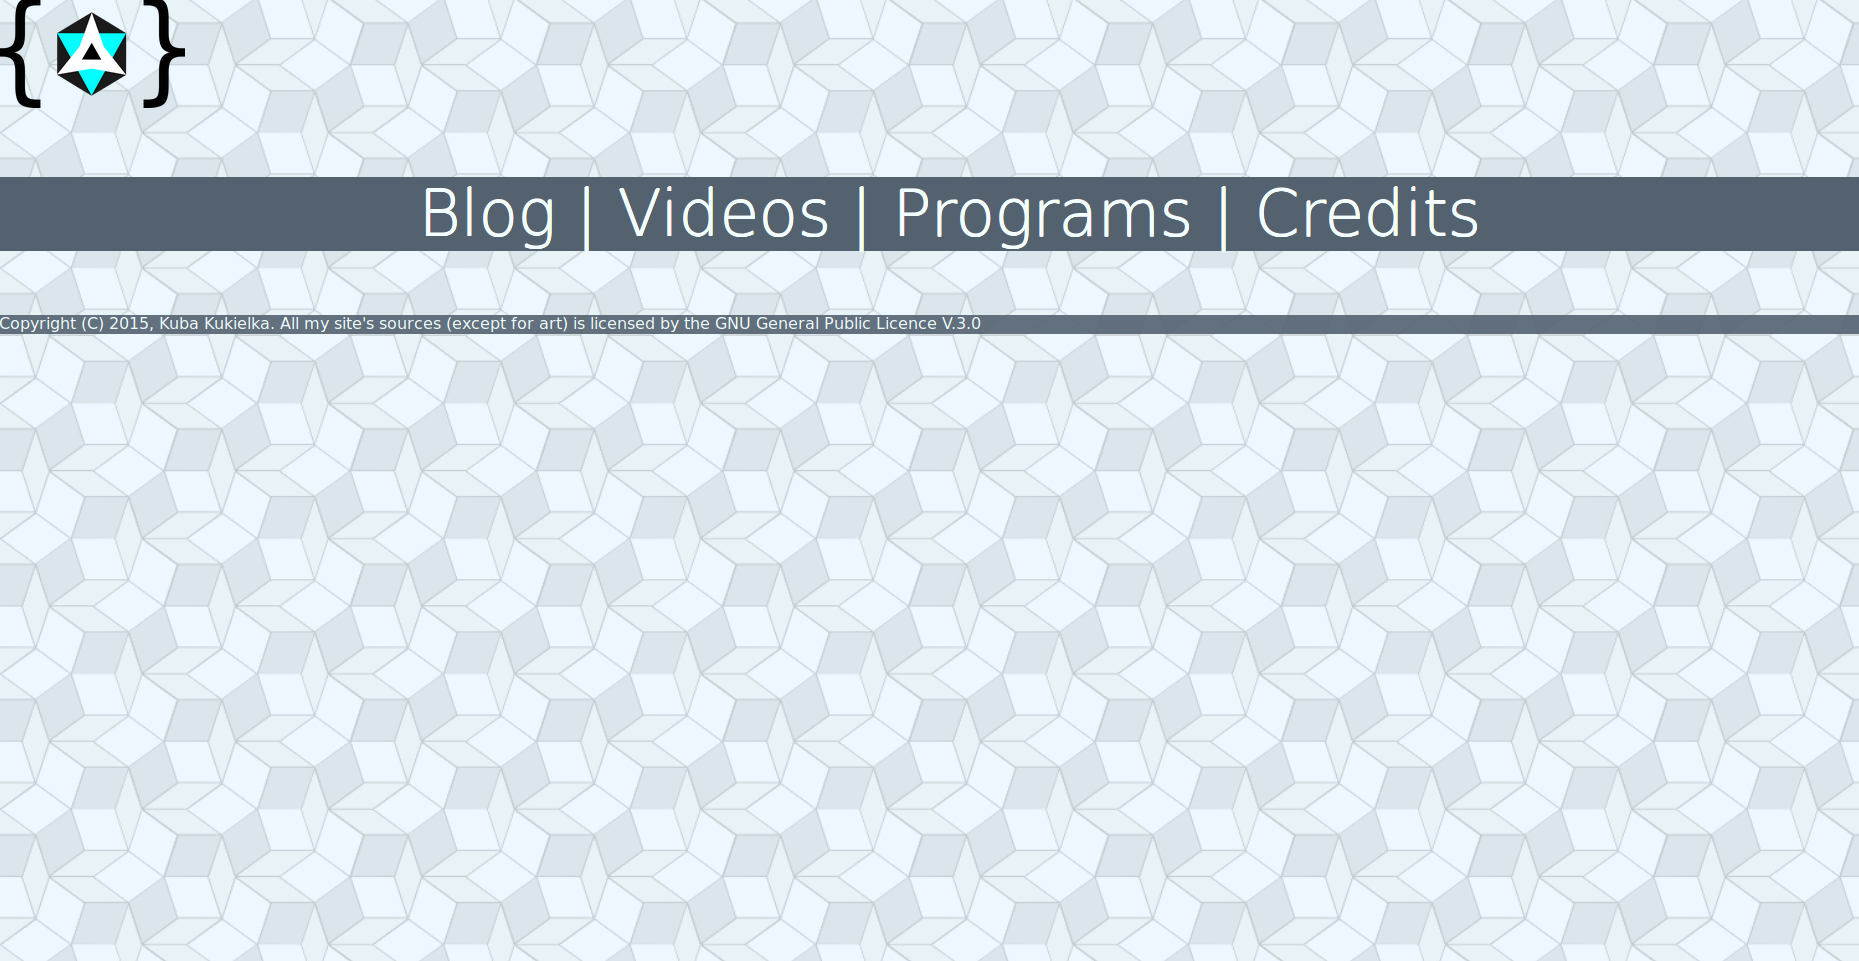 { }
Blog | Videos | Programs | Credits
Copyright (C) 2015, Kuba Kukielka. All my site's sources (except for art) is licensed by the GNU General Public Licence V.3.0